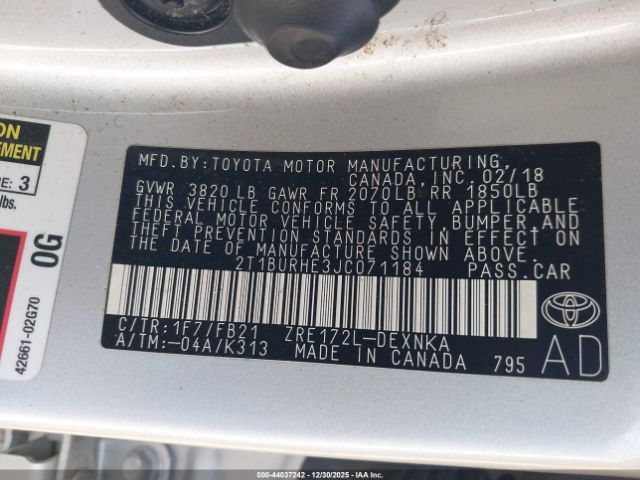 ON
EMENT
E: 3
lbs.
OG
42661-02G70
MFD.BY:TOYOTA MOTOR MANUFACTURING,
CANADA,INC.02/18
GVWR 3820LB GAWR FR 2070LB RR 1850LB
THIS VEHICLE CONFORMS TO ALL APPLICABLE
FEDERAL MOTOR VEHICLE SAFETY,BUMPER,AND
THEFT PREVENTION STANDARDS IN EFFECT ON
THE DATE OF MANUFACTURE SHOWN ABOVE.
2T1BURHE3JC071184 PASS.CAR
C/TR:1F7/FB21 ZRE172L-DEXNKA
A/TM:-04A/K313 MADE IN CANADA 795
TOYOTA
AD
000-44037242 - 12/30/2025 - IAA Inc.